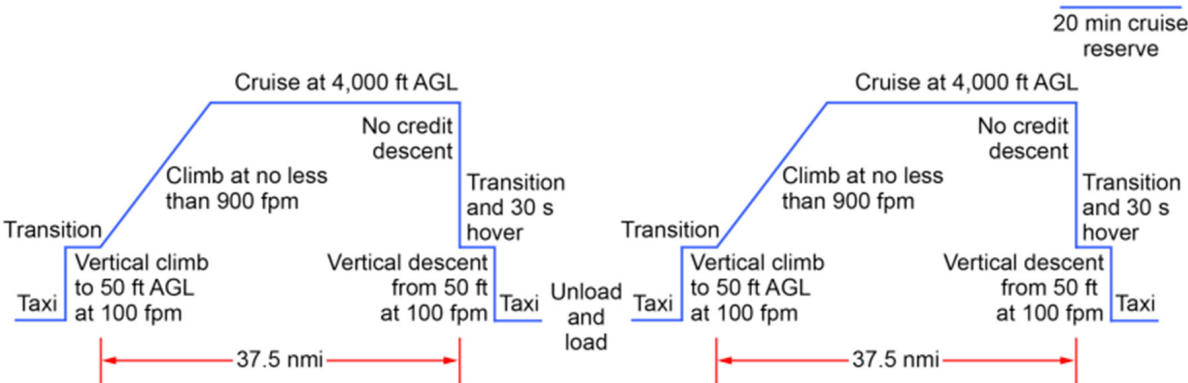 20 min cruise
reserve
Cruise at 4,000 ft AGL
No credit
descent
Climb at no less
than 900 fpm
Transition
and 30 s
hover
Transition
Vertical climb
to 50 ft AGL
at 100 fpm
Vertical descent
from 50 ft
at 100 fpm
Taxi
Taxi
37.5 nmi
Unload
and
load
Cruise at 4,000 ft AGL
No credit
descent
Climb at no less
than 900 fpm
Transition
and 30 s
hover
Transition
Vertical climb
to 50 ft AGL
at 100 fpm
Vertical descent
from 50 ft
at 100 fpm
Taxi
Taxi
37.5 nmi